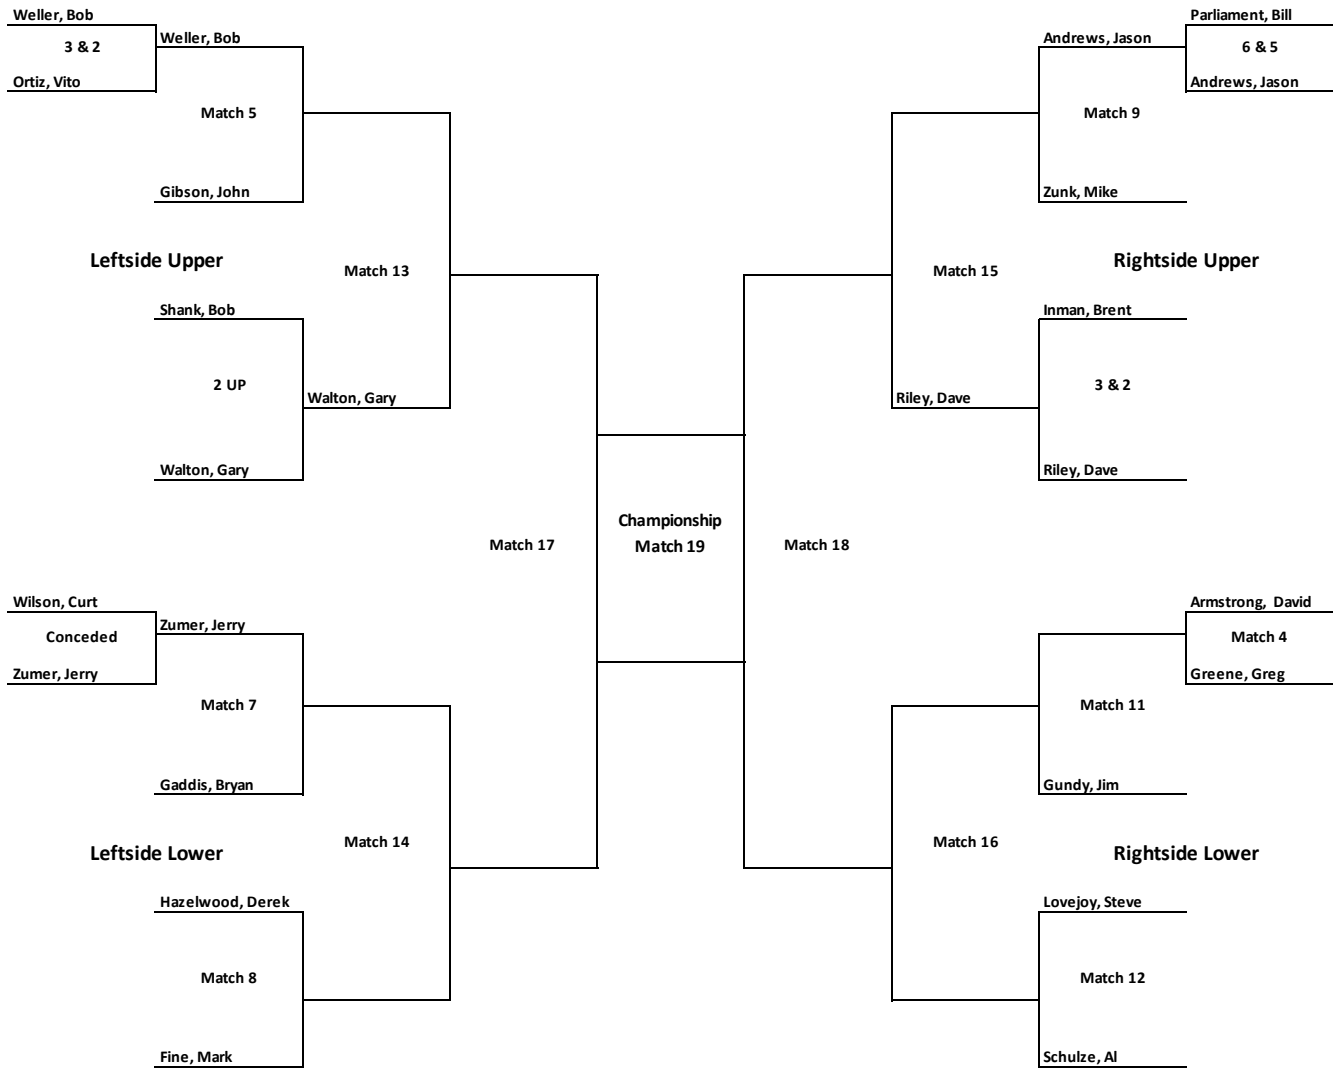 Weller, Bob
3 & 2
Ortiz, Vito
Weller, Bob
Match 5
Gibson, John
Leftside Upper
Match 13
Shank, Bob
2 UP
Walton, Gary
Walton, Gary
Match 17
Wilson, Curt
Conceded
Zumer, Jerry
Zumer, Jerry
Match 7
Gaddis, Bryan
Leftside Lower
Match 14
Hazelwood, Derek
Match 8
Fine, Mark
Championship
Match 19
Parliament, Bill
6 & 5
Andrews, Jason
Andrews, Jason
Match 9
Zunk, Mike
Match 15
Rightside Upper
Inman, Brent
3 & 2
Riley, Dave
Riley, Dave
Match 18
Armstrong, David
Match 4
Greene, Greg
Match 11
Gundy, Jim
Match 16
Rightside Lower
Lovejoy, Steve
Match 12
Schulze, Al